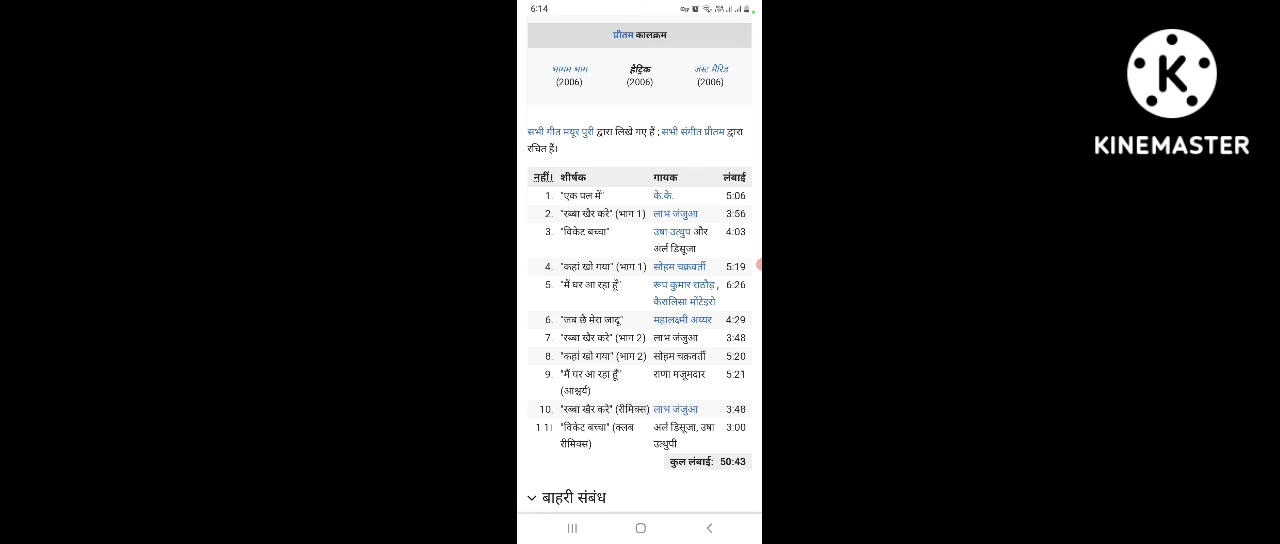 6:14
प्रीतम कालक्रम
भागम भाग हैट्रिक जस्ट मैरिड
(2006) (2006) (2006)
सभी गीत मयूर पुरी द्वारा लिखे गए हैं ; सभी संगीत प्रीतम द्वारा
रचित हैं।
नहीं। शीर्षक गायक लंबाई
1. "एक पल में" के.के. 5:06
2. "रब्बा खैर करे" (भाग 1) लाभ जंजुआ 3:56
3. "विकेट बच्चा" उषा उत्थुप और 4:03
अर्ल डिसूजा
4. "कहां खो गया" (भाग 1) सोहम चक्रवर्ती 5:19
5. "मैं घर आ रहा हूँ" रूप कुमार राठौड़ , 6:26
कैरालिसा मोंटेइरो
6. "जब छै मेरा जादू" महालक्ष्मी अय्यर 4:29
7. "रब्बा खैर करे" (भाग 2) लाभ जंजुआ 3:48
8. "कहां खो गया" (भाग 2) सोहम चक्रवर्ती 5:20
9. "मैं घर आ रहा हूँ" राणा मजूमदार 5:21
(आश्चर्य)
10. "रब्बा खैर करे" (रीमिक्स) लाभ जंजुआ 3:48
11। "विकेट बच्चा" (क्लब अर्ल डिसूजा, उषा 3:00
रीमिक्स) उत्थुपी
कुल लंबाई: 50:43
बाहरी संबंध
K
KINEMASTER